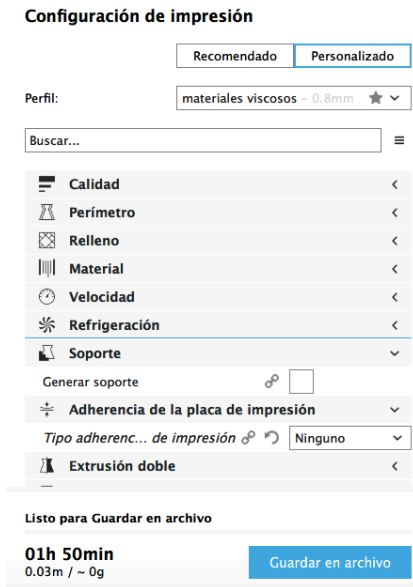 Configuración de impresión
Recomendado Personalizado
Perfil: materiales viscosos – 0.8mm
Buscar...
Calidad
Perímetro
Relleno
Material
Velocidad
Refrigeración
Soporte
Generar soporte
Adherencia de la placa de impresión
Tipo adherenc... de impresión Ninguno
Extrusión doble
Listo para Guardar en archivo
01h 50min
0.03m / ~ 0g
Guardar en archivo